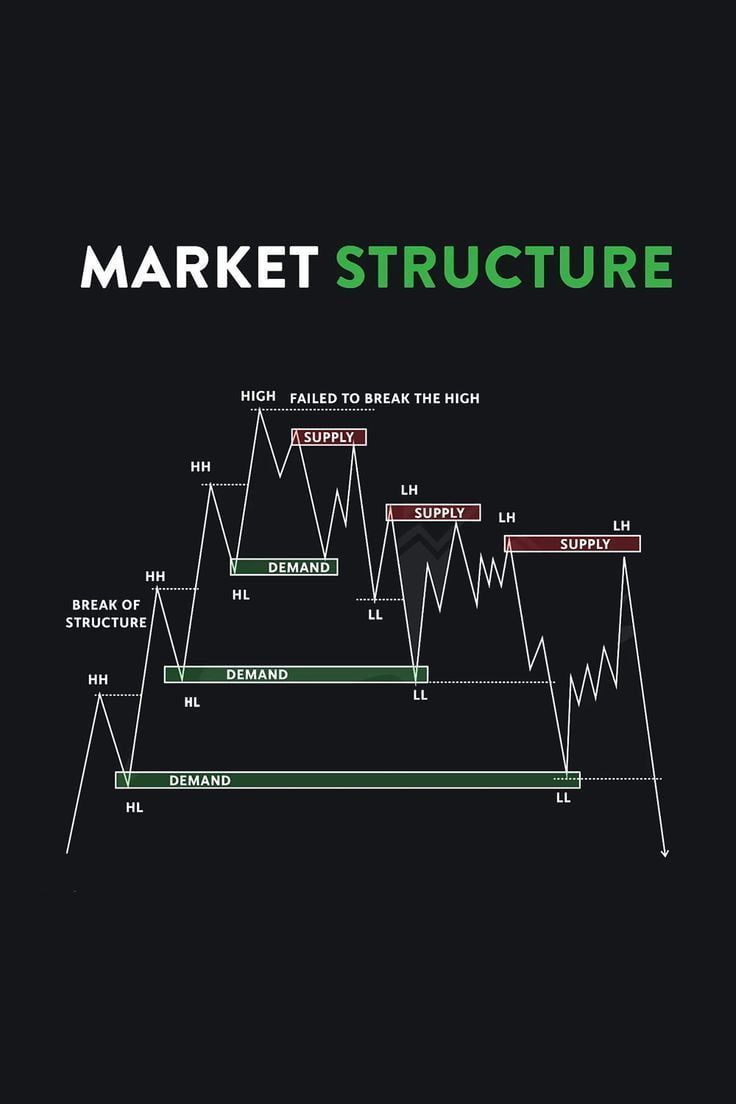 MARKET STRUCTURE
HIGH
FAILED TO BREAK THE HIGH
SUPPLY
HH
LH
SUPPLY
LH
LH
SUPPLY
DEMAND
HH
HL
BREAK OF
STRUCTURE
LL
HH
DEMAND
HL
LL
DEMAND
HL
LL